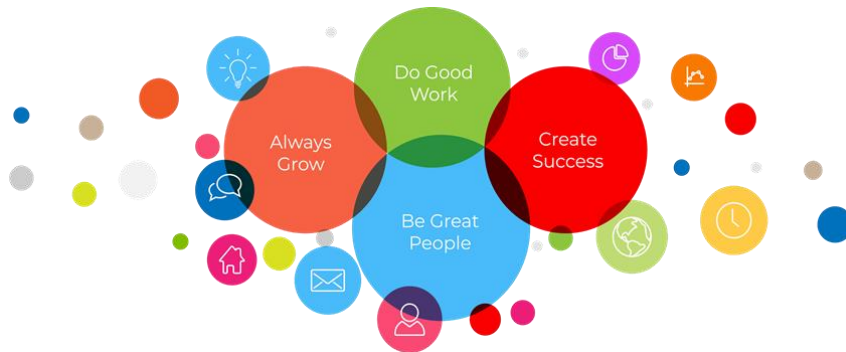 Do Good
Work
Always
Grow
Create
Success
Be Great
People